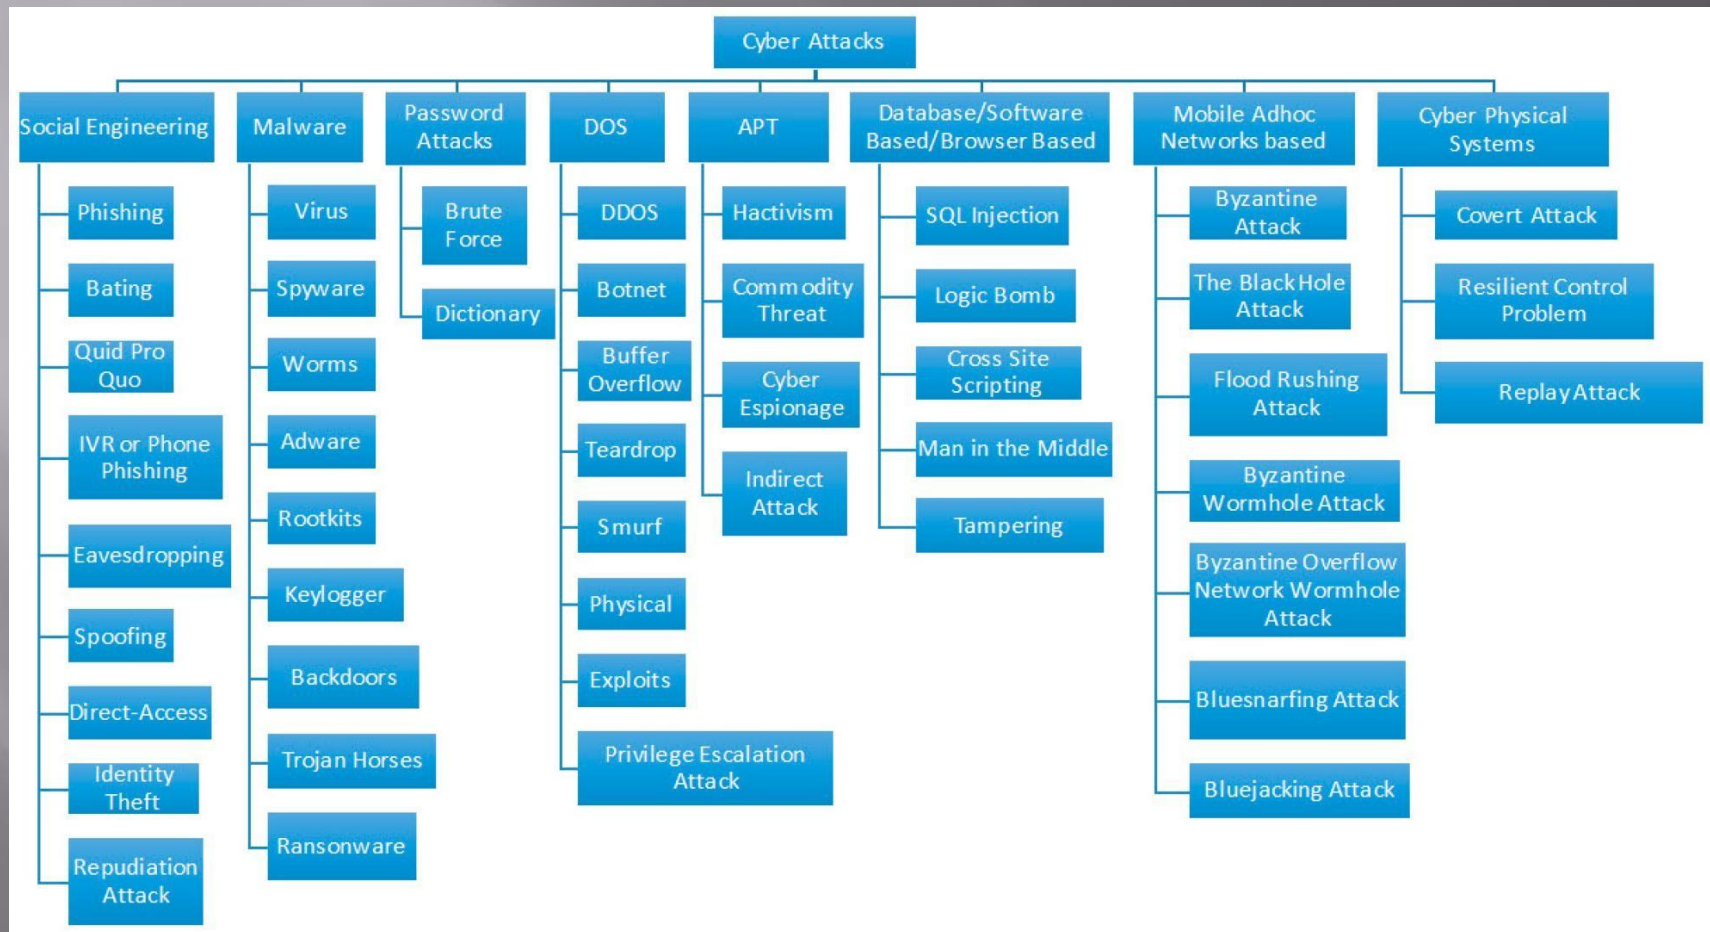 Cyber Attacks
Social Engineering
Phishing
Bating
Quid Pro
Quo
IVR or Phone
Phishing
Eavesdropping
Spoofing
Direct-Access
Identity
Theft
Repudiation
Attack
Malware
Virus
Spyware
Worms
Adware
Rootkits
Keylogger
Backdoors
Trojan Horses
Ransonware
Password
Attacks
Brute
Force
Dictionary
DOS
DDOS
Botnet
Buffer
Overflow
Teardrop
Smurf
Physical
Exploits
Privilege Escalation
Attack
APT
Hactivism
Commodity
Threat
Cyber
Espionage
Indirect
Attack
Database/Software
Based/Browser Based
SQL Injection
Logic Bomb
Cross Site
Scripting
Man in the Middle
Tampering
Mobile Adhoc
Networks based
Byzantine
Attack
The Black Hole
Attack
Flood Rushing
Attack
Byzantine
Wormhole Attack
Byzantine Overflow
Network Wormhole
Attack
Bluesnarfing Attack
Bluejacking Attack
Cyber Physical
Systems
Covert Attack
Resilient Control
Problem
Replay Attack